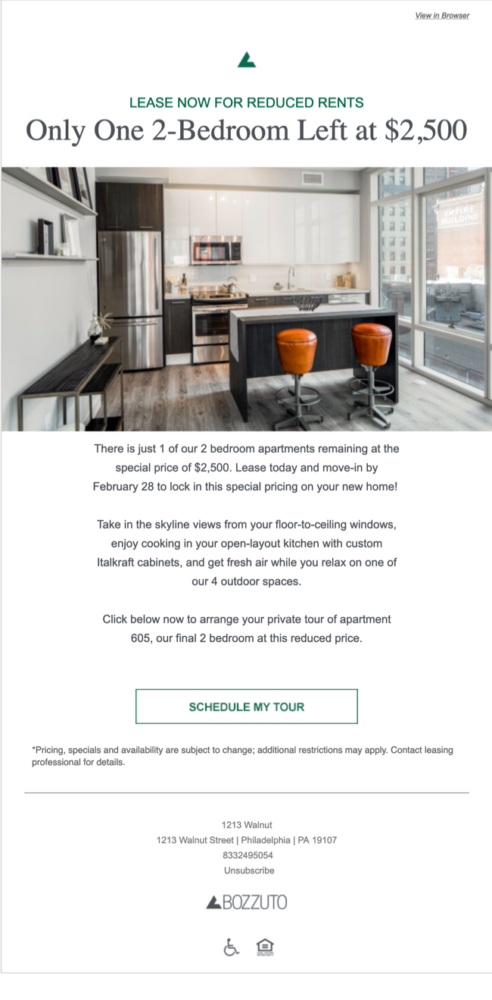 View in Browser
LEASE NOW FOR REDUCED RENTS
Only One 2-Bedroom Left at $2,500
EMPIRE
BUILDING
There is just 1 of our 2 bedroom apartments remaining at the
special price of $2,500. Lease today and move-in by
February 28 to lock in this special pricing on your new home!
Take in the skyline views from your floor-to-ceiling windows,
enjoy cooking in your open-layout kitchen with custom
Italkraft cabinets, and get fresh air while you relax on one of
our 4 outdoor spaces.
Click below now to arrange your private tour of apartment
605, our final 2 bedroom at this reduced price.
SCHEDULE MY TOUR
*Pricing, specials and availability are subject to change; additional restrictions may apply. Contact leasing
professional for details.
1213 Walnut
1213 Walnut Street | Philadelphia | PA 19107
8332495054
Unsubscribe
BOZZUTO